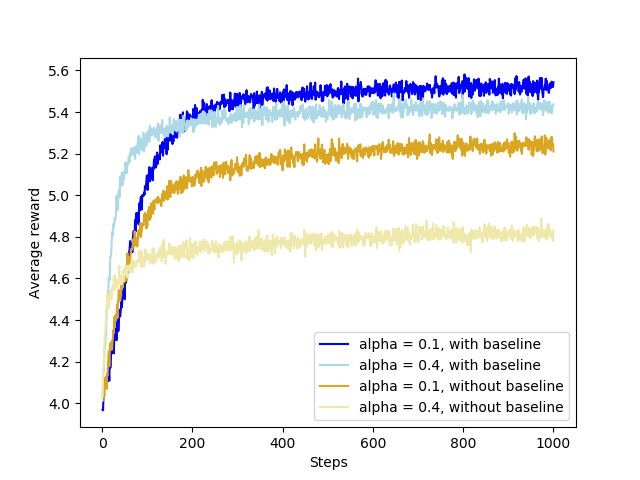 5.6
5.4
5.2
5.0
4.8
4.6
4.4
4.2
4.0
Average reward
0
200
400
600
800
1000
Steps
alpha = 0.1, with baseline
alpha = 0.4, with baseline
alpha = 0.1, without baseline
alpha = 0.4, without baseline